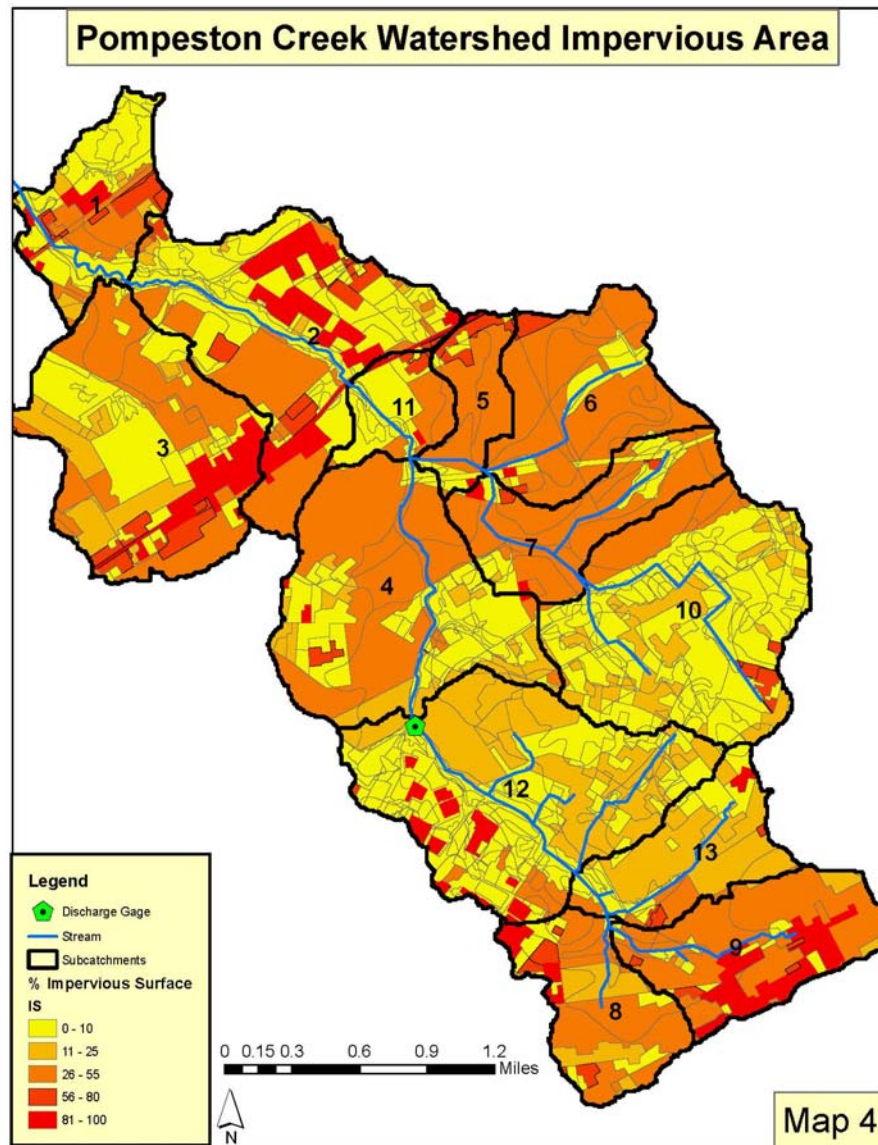 Pompeston Creek Watershed Impervious Area
1
2
11
5
6
3
7
4
10
12
13
9
8
Legend
Discharge Gage
Stream
Subcatchments
% Impervious Surface
IS
0 - 10
11 - 25
26 - 55
56 - 80
81 - 100
0 0.15 0.3 0.6 0.9 1.2
Miles
N
Map 4